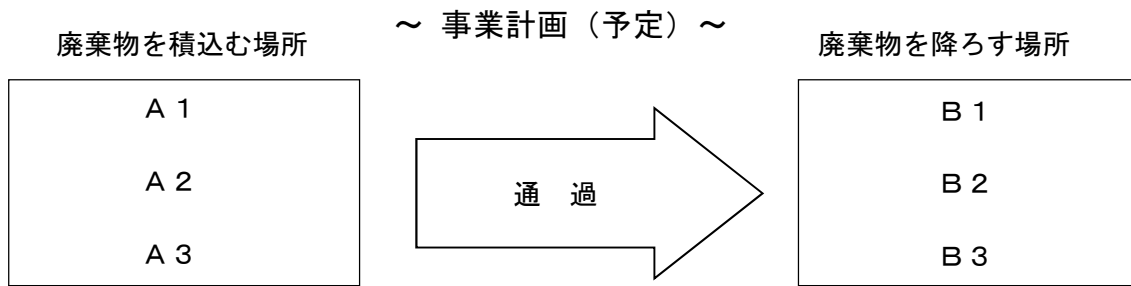 ～ 事業計画（予定）～
廃棄物を積込む場所
廃棄物を降ろす場所
Ａ１
Ａ２
Ａ３
通　過
Ｂ１
Ｂ２
Ｂ３